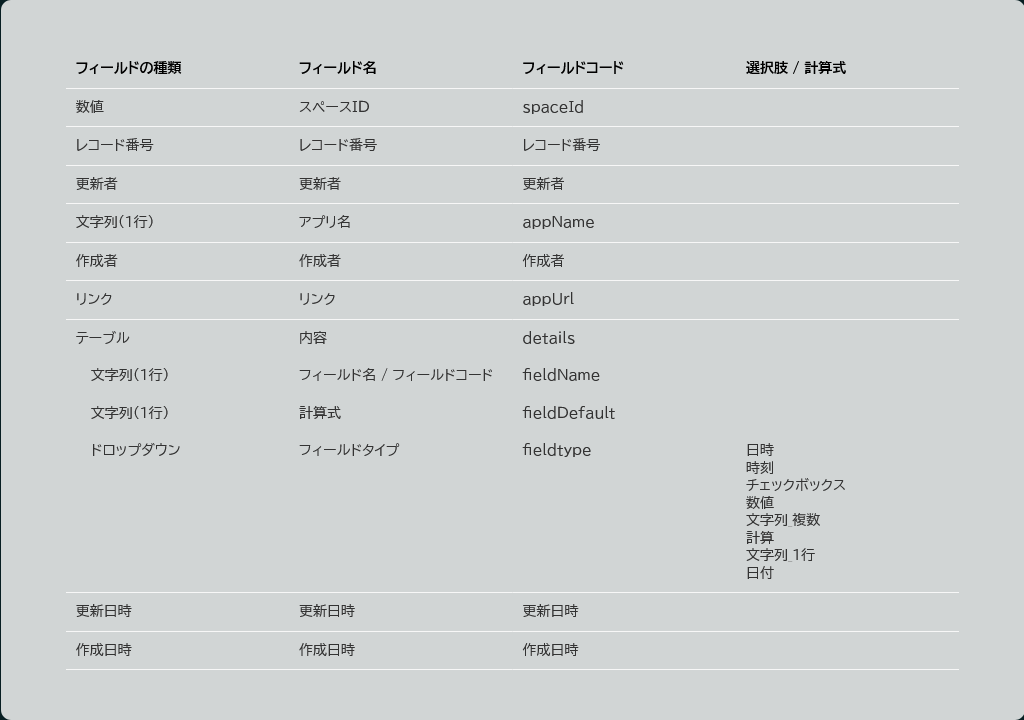 フィールドの種類 フィールド名 フィールドコード 選択肢 / 計算式
数値 スペースID spaceId
レコード番号 レコード番号 レコード番号
更新者 更新者 更新者
文字列(1行) アプリ名 appName
作成者 作成者 作成者
リンク リンク appUrl
テーブル 内容 details
文字列(1行) フィールド名 / フィールドコード fieldName
文字列(1行) 計算式 fieldDefault
ドロップダウン フィールドタイプ fieldtype 日時
時刻
チェックボックス
数値
文字列_複数
計算
文字列_1行
日付
更新日時 更新日時 更新日時
作成日時 作成日時 作成日時